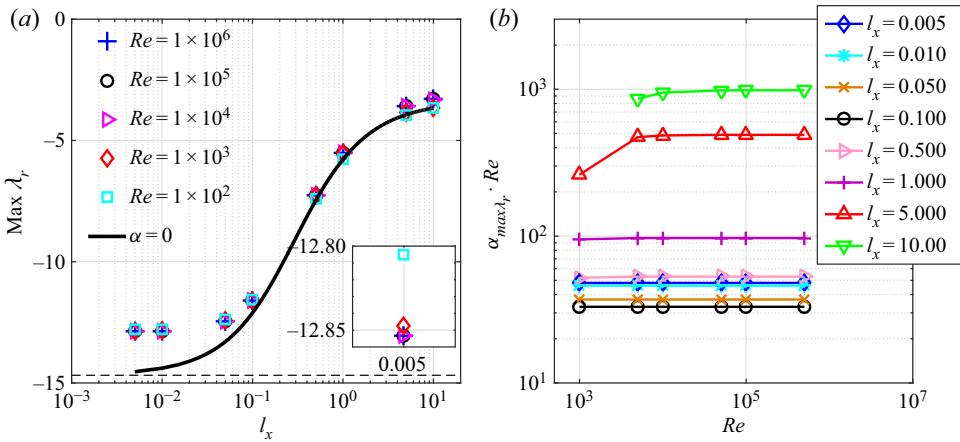 (a)
0
−5
−10
−15
Max λ_r
Re = 1 × 10^6
Re = 1 × 10^5
Re = 1 × 10^4
Re = 1 × 10^3
Re = 1 × 10^2
α = 0
−12.80
−12.85
0.005
10^−3
10^−2
10^−1
10^0
10^1
l_x
(b)
10^3
10^2
10^1
α_{maxλ_r} · Re
l_x = 0.005
l_x = 0.010
l_x = 0.050
l_x = 0.100
l_x = 0.500
l_x = 1.000
l_x = 5.000
l_x = 10.00
10^3
10^5
10^7
Re